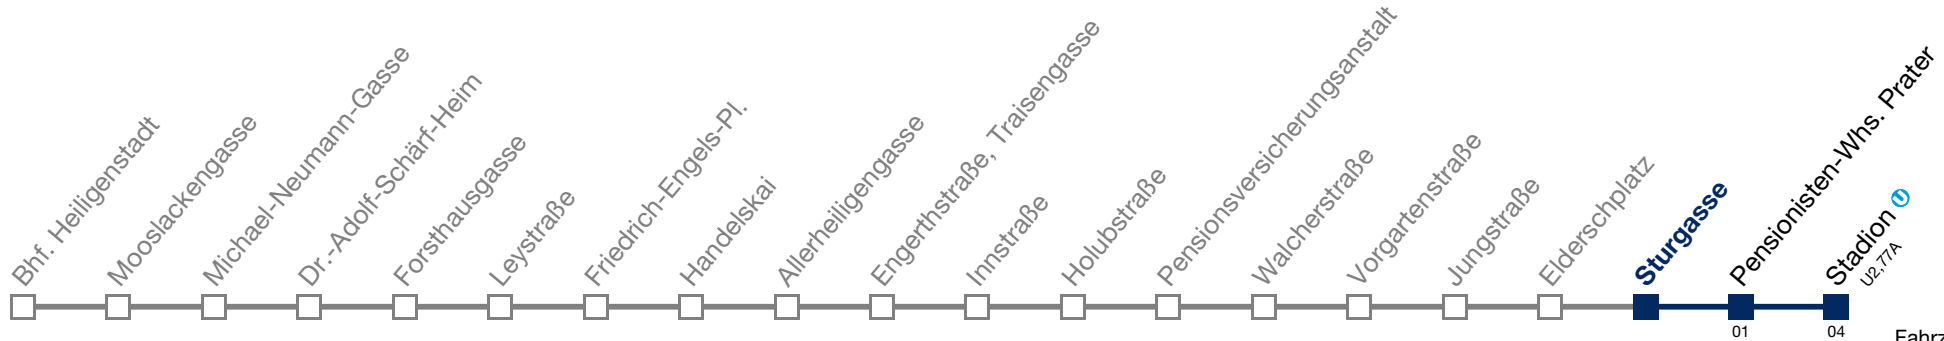 Bhf. Heiligenstadt
Mooslackengasse
Michael-Neumann-Gasse
Dr.-Adolf-Schärf-Heim
Forsthausgasse
Leystraße
Friedrich-Engels-Pl.
Handelskai
Allerheiligengasse
Engerthstraße, Traisengasse
Innstraße
Holubstraße
Pensionsversicherungsanstalt
Walcherstraße
Vorgartenstraße
Jungstraße
Elderschplatz
Sturgasse
Pensionisten-Whs. Prater
Stadion U
U2,77A
01
04
Fahrz